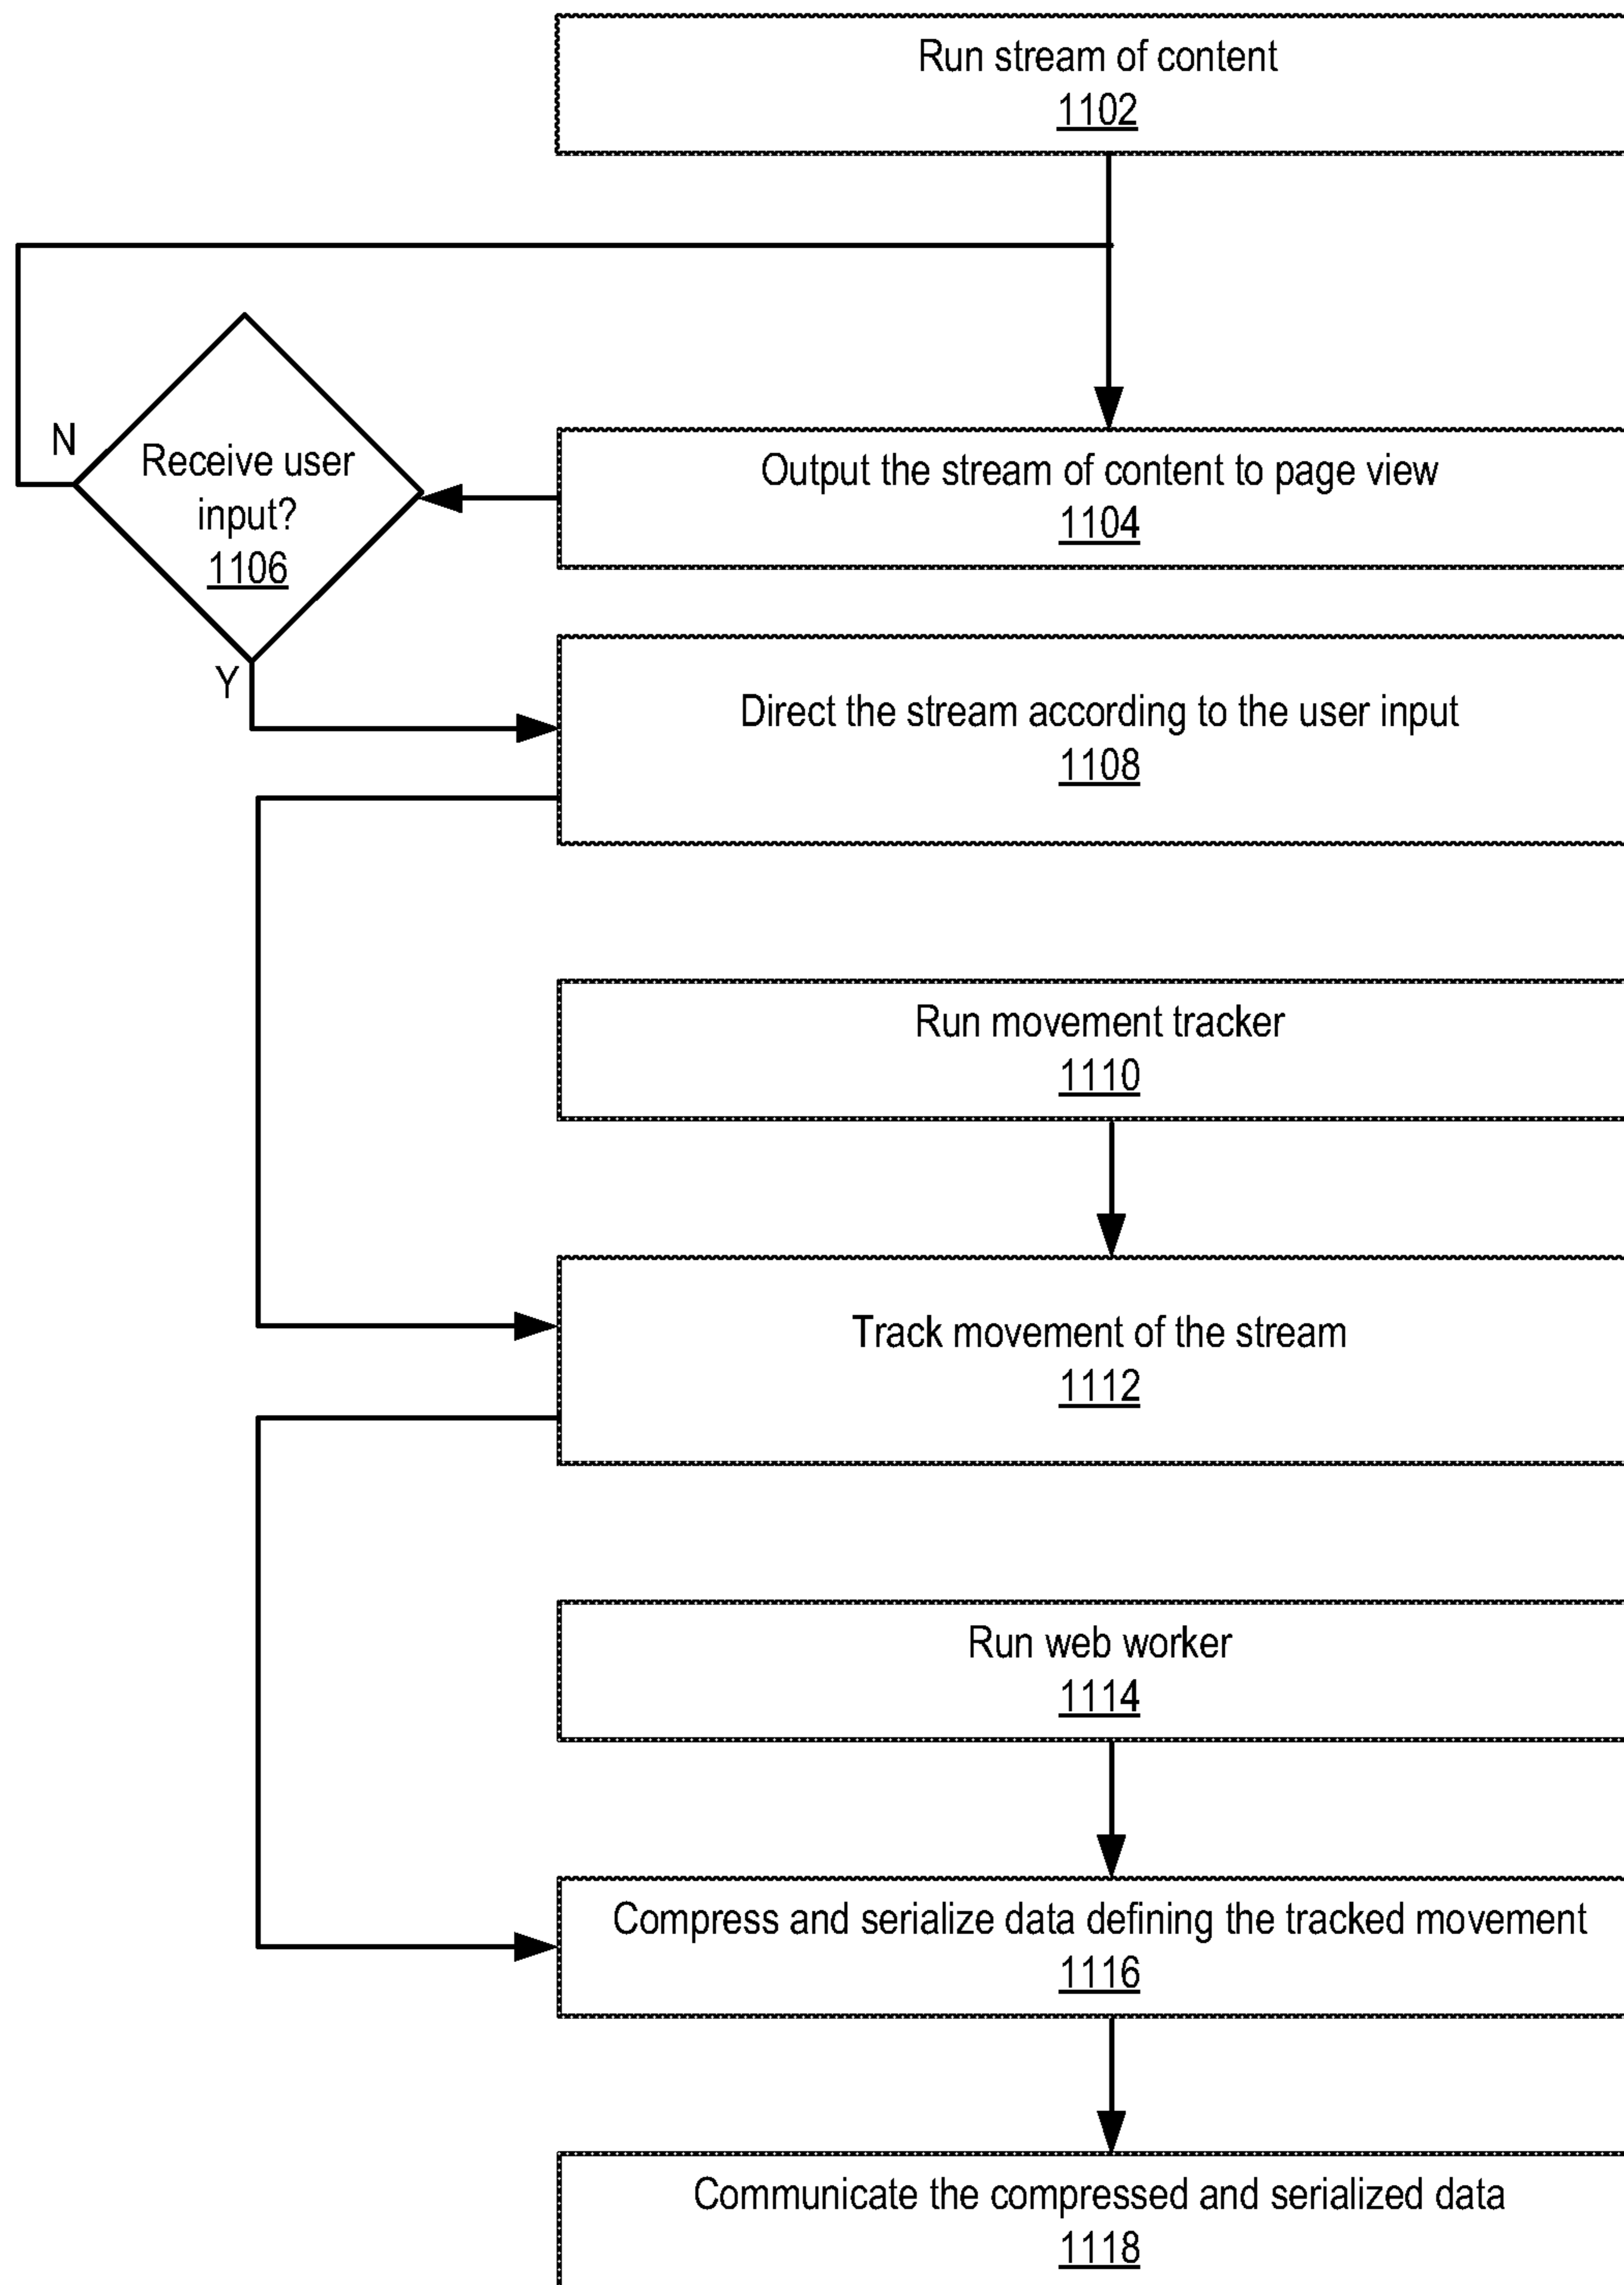 Run stream of content
1102
Output the stream of content to page view
1104
N
Receive user
input?
1106
Y
Direct the stream according to the user input
1108
Run movement tracker
1110
Track movement of the stream
1112
Run web worker
1114
Compress and serialize data defining the tracked movement
1116
Communicate the compressed and serialized data
1118